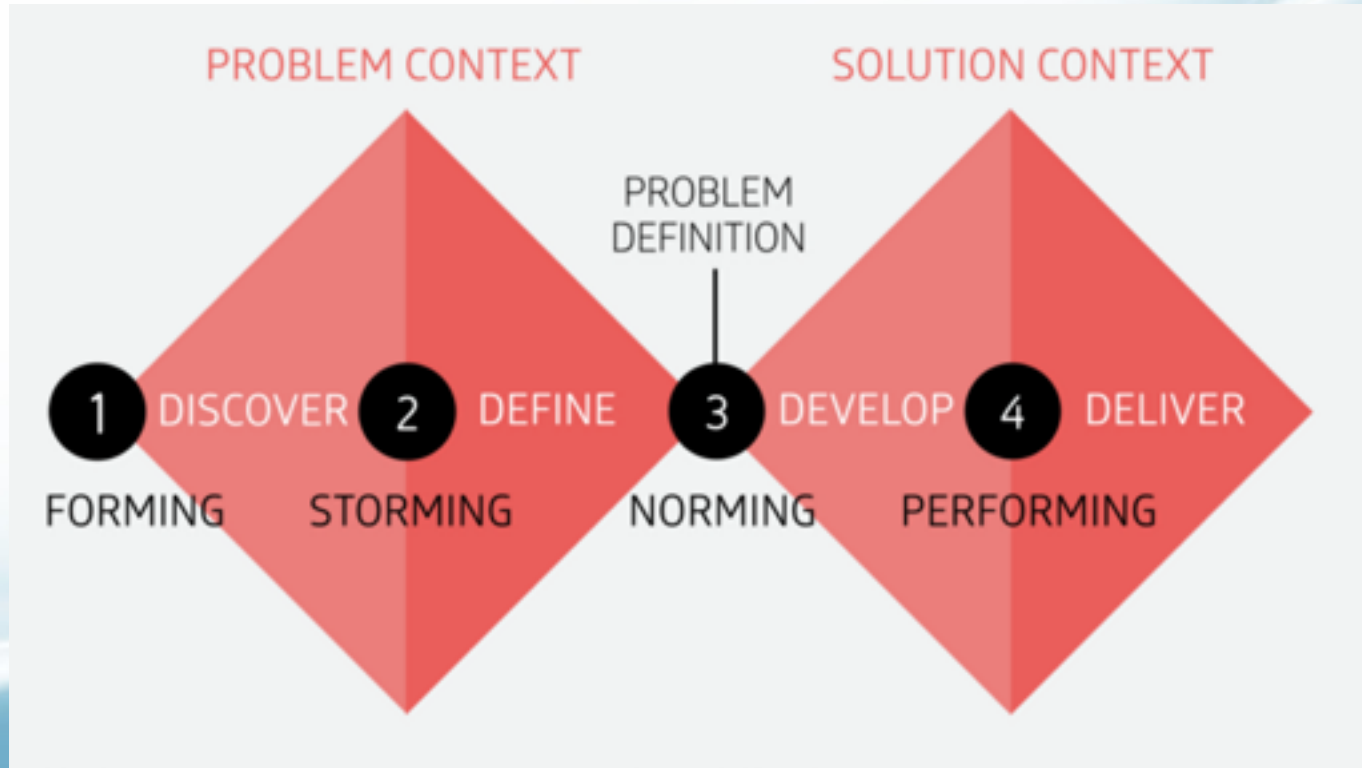 PROBLEM CONTEXT
SOLUTION CONTEXT
PROBLEM
DEFINITION
1 DISCOVER 2 DEFINE 3 DEVELOP 4 DELIVER
FORMING STORMING NORMING PERFORMING